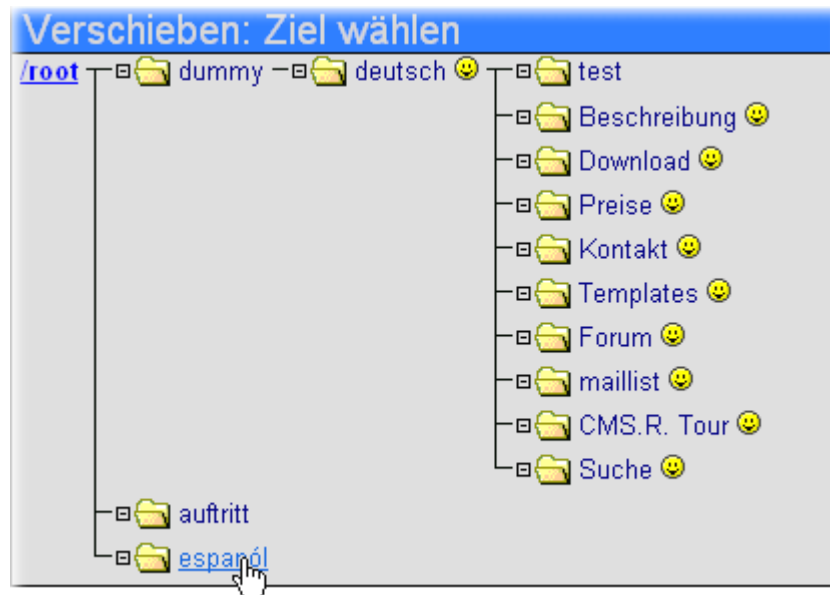 Verschieben: Ziel wählen
/root dummy deutsch test
Beschreibung
Download
Preise
Kontakt
Templates
Forum
maillist
CMS.R. Tour
Suche
auftritt
espanól